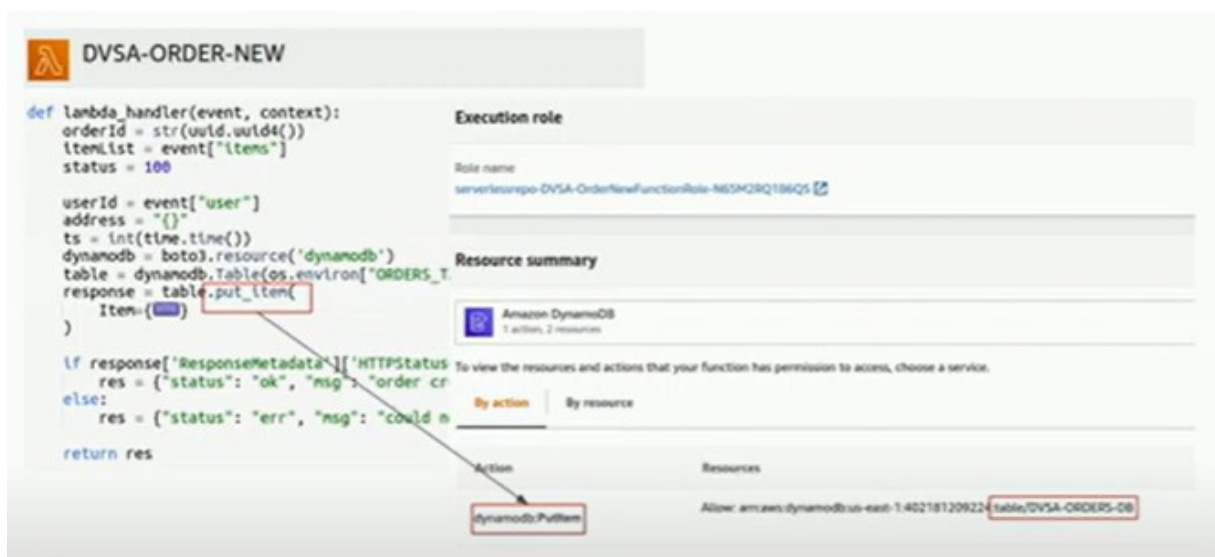 DVSA-ORDER-NEW
def lambda_handler(event, context):
orderId = str(uuid.uuid4())
itemList = event["items"]
status = 100
userId = event["user"]
address = "{}"
ts = int(time.time())
dynamodb = boto3.resource('dynamodb')
table = dynamodb.Table(os.environ["ORDERS_T
response = table.put_item(
Item={ }
)
if response['ResponseMetadata']['HTTPStatus
res = {"status": "ok", "msg": "order cr
else:
res = {"status": "err", "msg": "could n
return res
Execution role
Role name
serverlessrepo-DVSA-OrderNewFunctionRole-N65M2RQ1B6QS
Resource summary
Amazon DynamoDB
1 action, 2 resources
To view the resources and actions that your function has permission to access, choose a service.
By action By resource
Action Resources
dynamodb:PutItem Allow: arn:aws:dynamodb:us-east-1:402181209224:table/DVSA-ORDERS-DB